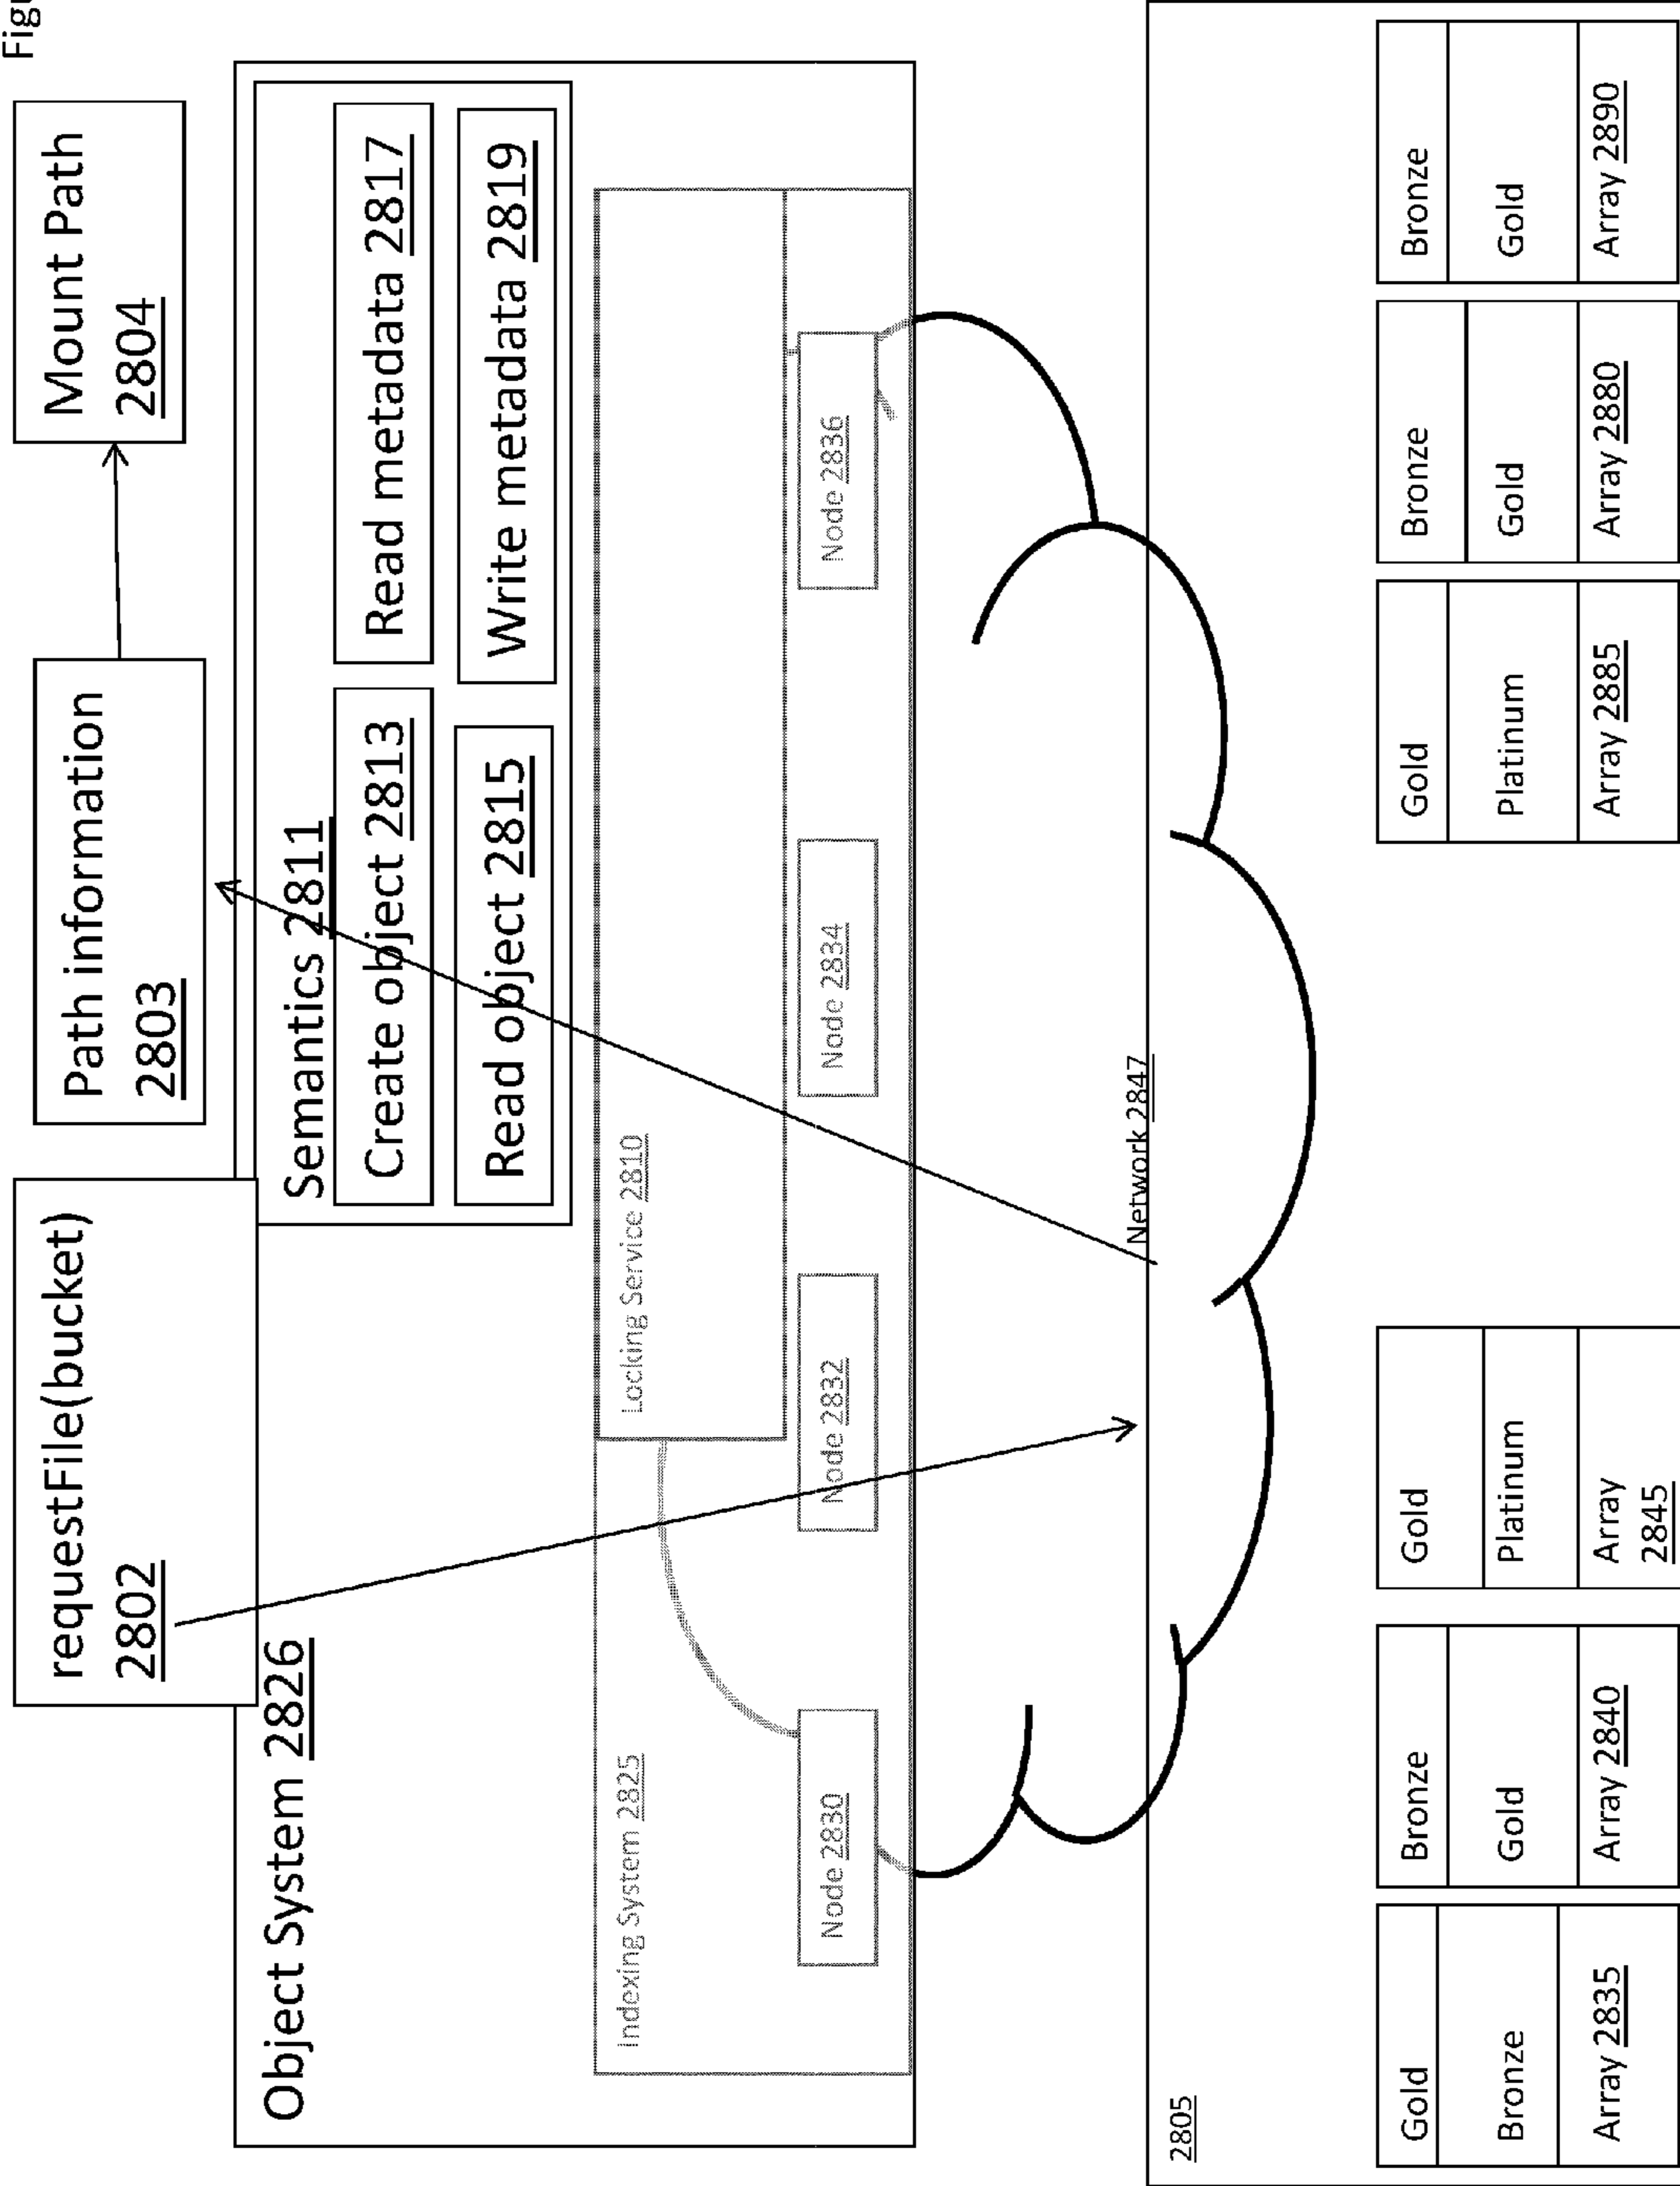 Figu
requestFile(bucket)
2802
Path information
2803
Mount Path
2804
Object System 2826
Semantics 2811
Create object 2813
Read metadata 2817
Read object 2815
Write metadata 2819
Indexing System 2825
Locking Service 2810
Node 2830
Node 2832
Node 2834
Node 2836
Network 2847
2805
Gold
Bronze
Array 2835
Bronze
Gold
Array 2840
Gold
Platinum
Array
2845
Gold
Platinum
Array 2885
Bronze
Gold
Array 2880
Bronze
Gold
Array 2890